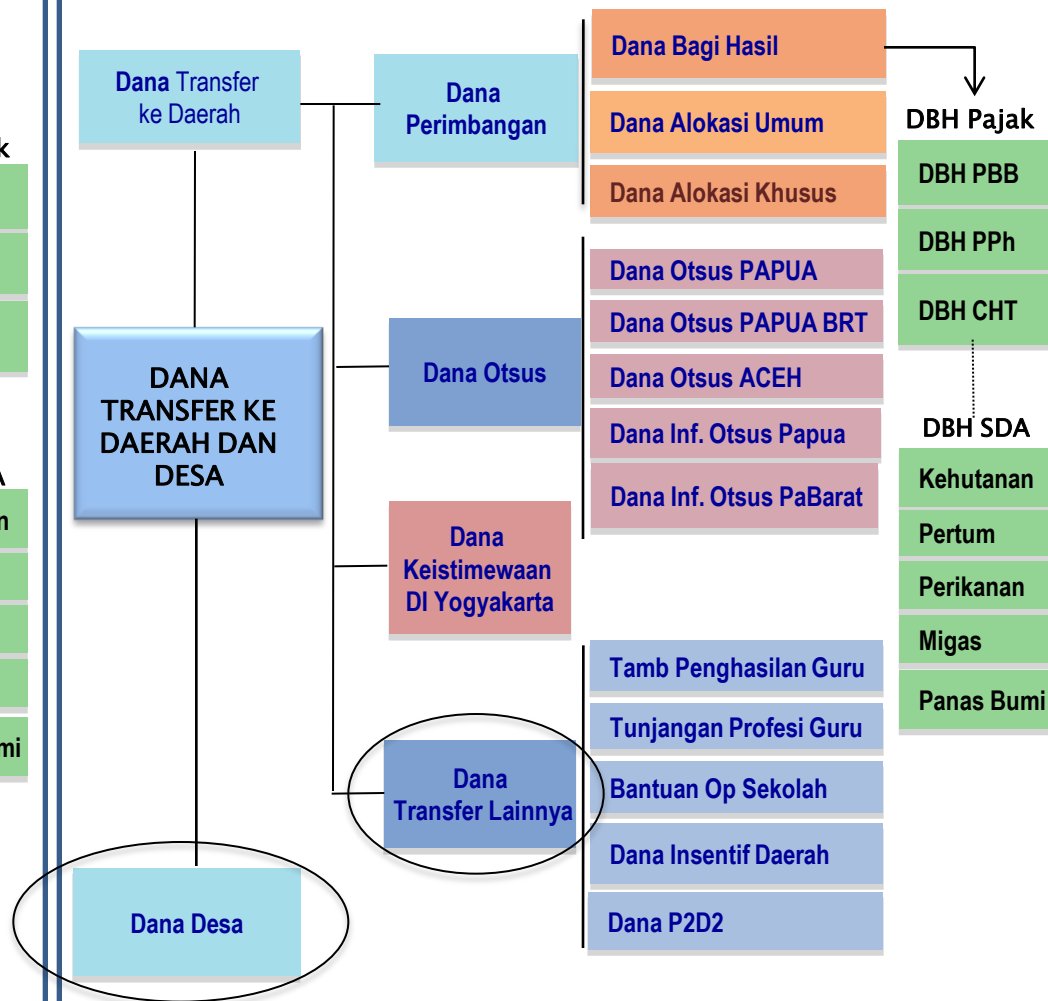 k
A
n
mi
Dana Transfer
ke Daerah
DANA
TRANSFER KE
DAERAH DAN
DESA
Dana Desa
Dana
Perimbangan
Dana Otsus
Dana
Keistimewaan
DI Yogyakarta
Dana
Transfer Lainnya
Dana Bagi Hasil
Dana Alokasi Umum
Dana Alokasi Khusus
Dana Otsus PAPUA
Dana Otsus PAPUA BRT
Dana Otsus ACEH
Dana Inf. Otsus Papua
Dana Inf. Otsus PaBarat
Tamb Penghasilan Guru
Tunjangan Profesi Guru
Bantuan Op Sekolah
Dana Insentif Daerah
Dana P2D2
DBH Pajak
DBH PBB
DBH PPh
DBH CHT
DBH SDA
Kehutanan
Pertum
Perikanan
Migas
Panas Bumi